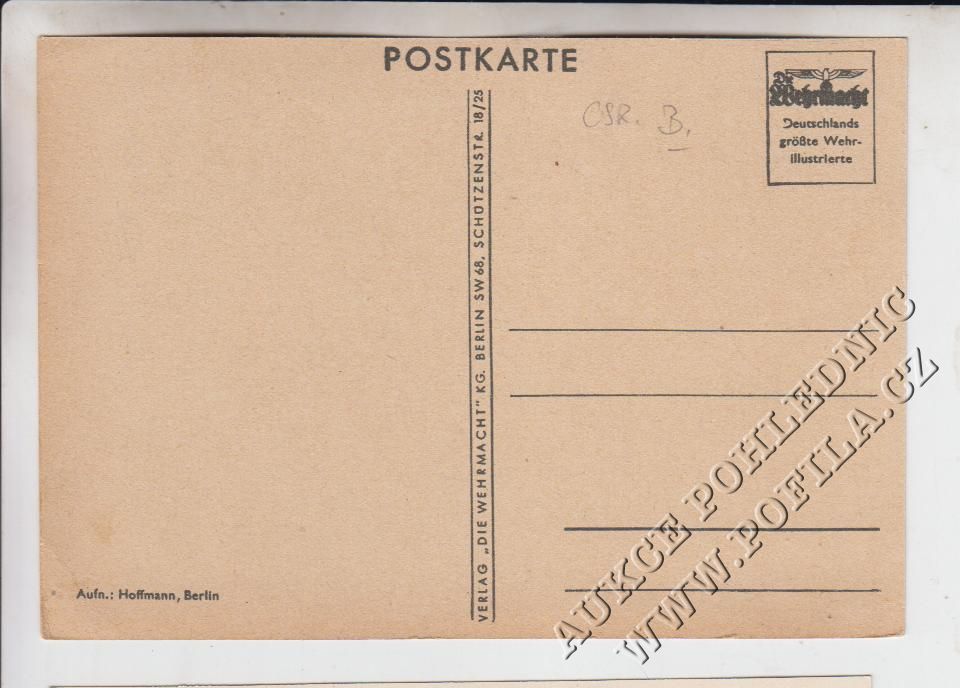 POSTKARTE
Die
Wehrmacht
Deutschlands
größte Wehr-
illustrierte
CSR. B.
VERLAG „DIE WEHRMACHT" KG. BERLIN SW 68, SCHÜTZENSTR. 18/25
Aufn.: Hoffmann, Berlin
AUKCE POHLEDNIC
WWW.POFILA.CZ